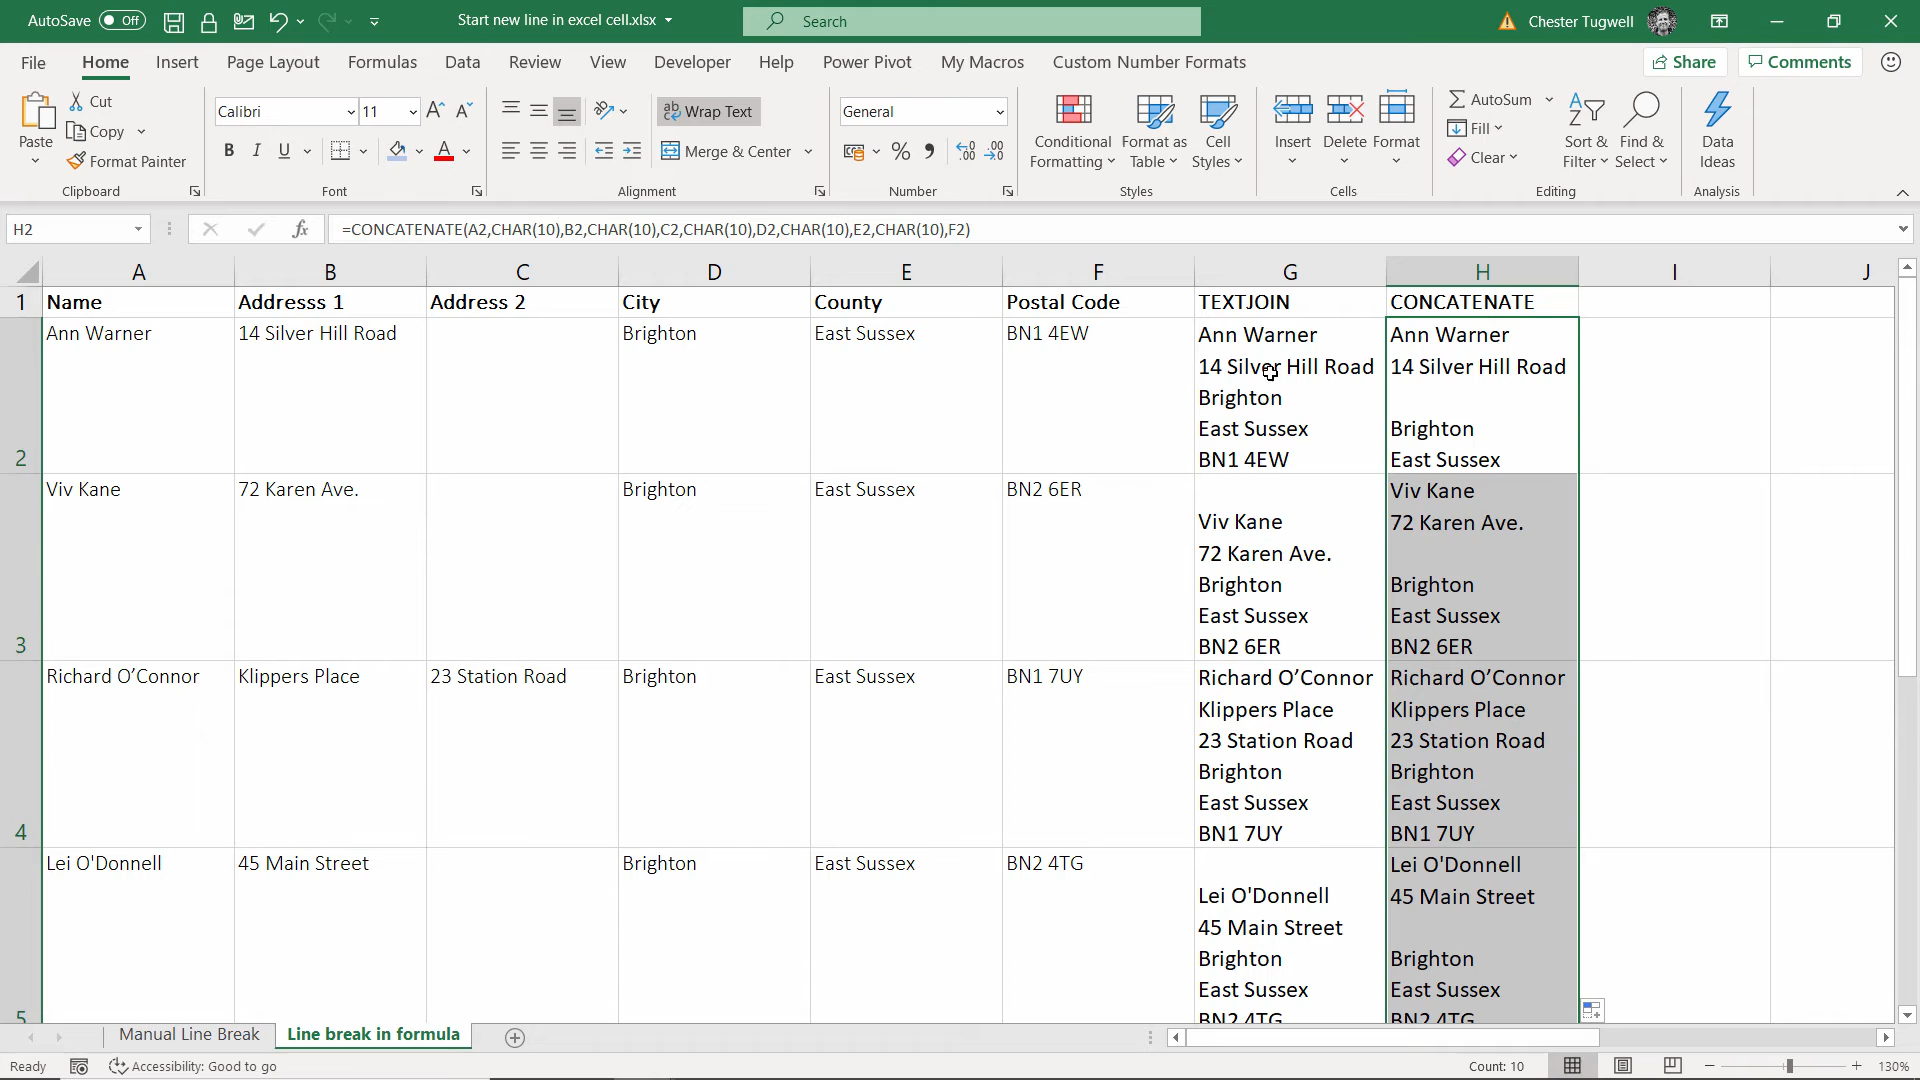 AutoSave Off Start new line in excel cell.xlsx Search Chester Tugwell
File Home Insert Page Layout Formulas Data Review View Developer Help Power Pivot My Macros Custom Number Formats Share Comments
Paste
Cut
Copy
Format Painter
Calibri 11
B I U
Wrap Text
Merge & Center
General
Conditional Formatting
Format as Table
Cell Styles
Insert Delete Format
AutoSum
Fill
Clear
Sort & Filter
Find & Select
Data Ideas
Clipboard Font Alignment Number Styles Cells Editing Analysis
H2 fx =CONCATENATE(A2,CHAR(10),B2,CHAR(10),C2,CHAR(10),D2,CHAR(10),E2,CHAR(10),F2)
A B C D E F G H I J
1 Name Addresss 1 Address 2 City County Postal Code TEXTJOIN CONCATENATE
Ann Warner 14 Silver Hill Road Brighton East Sussex BN1 4EW Ann Warner Ann Warner
14 Silver Hill Road 14 Silver Hill Road
Brighton
East Sussex Brighton
2 BN1 4EW East Sussex
Viv Kane 72 Karen Ave. Brighton East Sussex BN2 6ER Viv Kane
Viv Kane 72 Karen Ave.
72 Karen Ave.
Brighton Brighton
East Sussex East Sussex
3 BN2 6ER BN2 6ER
Richard O’Connor Klippers Place 23 Station Road Brighton East Sussex BN1 7UY Richard O’Connor Richard O’Connor
Klippers Place Klippers Place
23 Station Road 23 Station Road
Brighton Brighton
East Sussex East Sussex
4 BN1 7UY BN1 7UY
Lei O'Donnell 45 Main Street Brighton East Sussex BN2 4TG Lei O'Donnell
Lei O'Donnell 45 Main Street
45 Main Street
Brighton Brighton
East Sussex East Sussex
5 BN2 4TG BN2 4TG
Manual Line Break Line break in formula
Ready Accessibility: Good to go Count: 10 130%